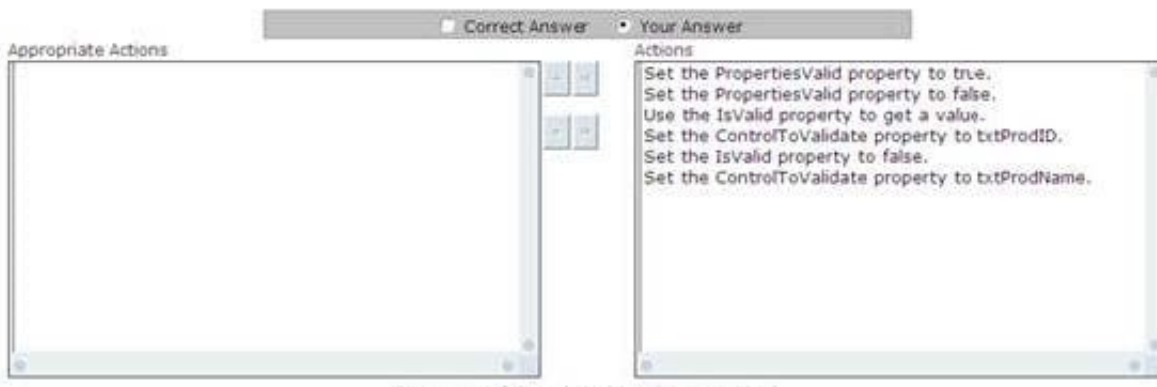 Correct Answer Your Answer
Appropriate Actions
Actions
Set the PropertiesValid property to true.
Set the PropertiesValid property to false.
Use the IsValid property to get a value.
Set the ControlToValidate property to txtProdID.
Set the IsValid property to false.
Set the ControlToValidate property to txtProdName.